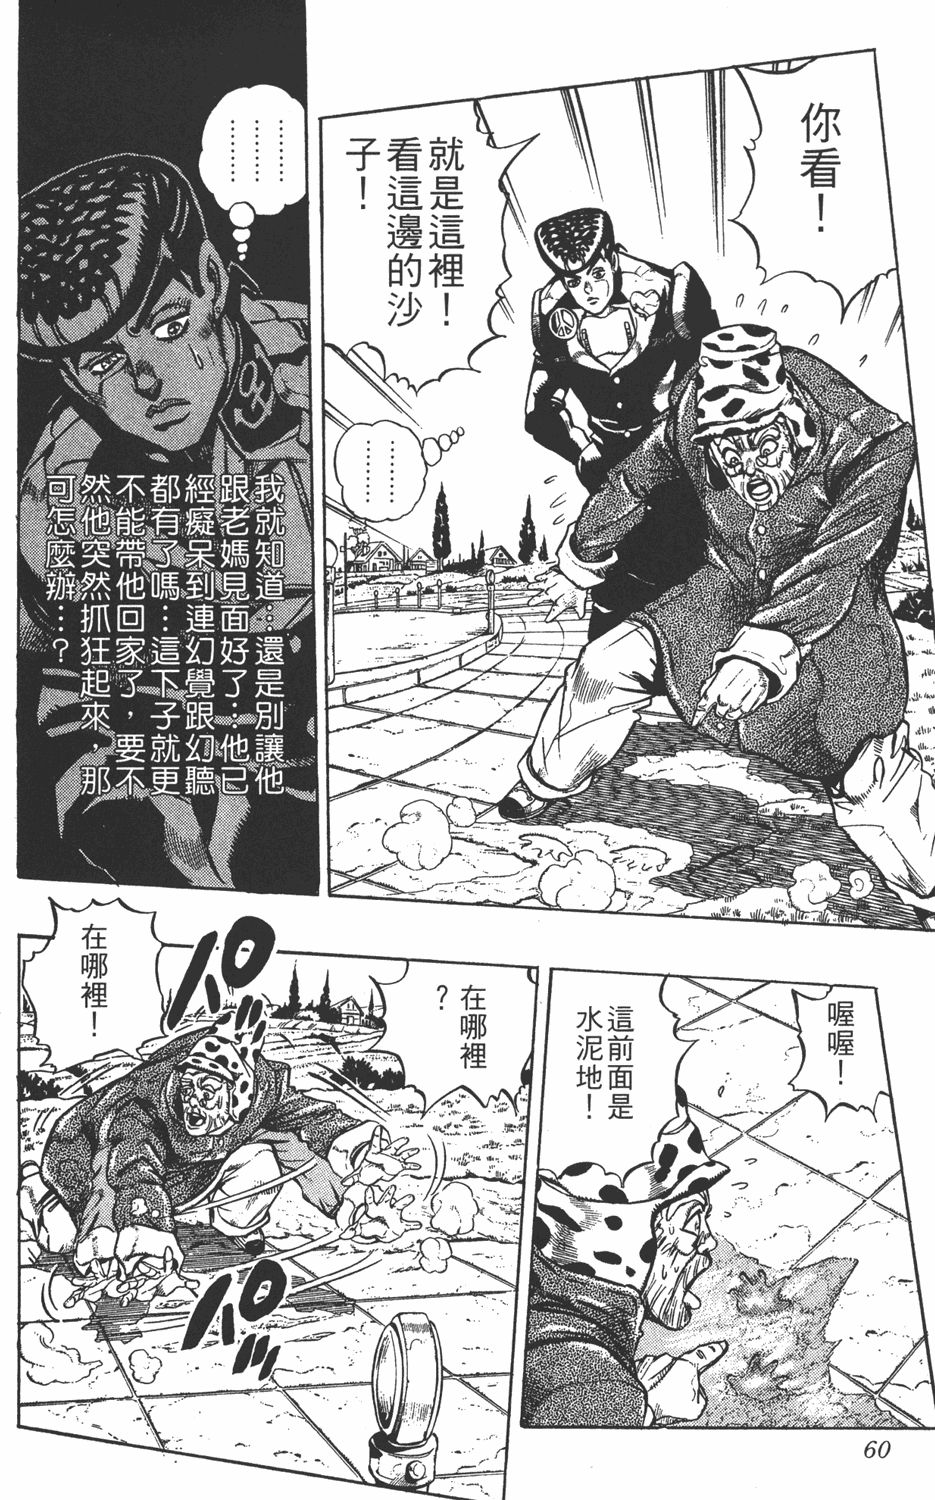 你看！
就是這裡！
看這邊的沙
子！
………
………
………
………
………
我就知道…還是別讓他
跟老媽見面好了…他已
經癡呆到連幻覺跟幻聽
都有了嗎…這下子就更
不能帶他回家了，要不
然他突然抓狂起來，那
可怎麼辦…？
喔喔！
這前面是
水泥地！
在哪裡
？
在哪裡！
パパッ
パパッ
60